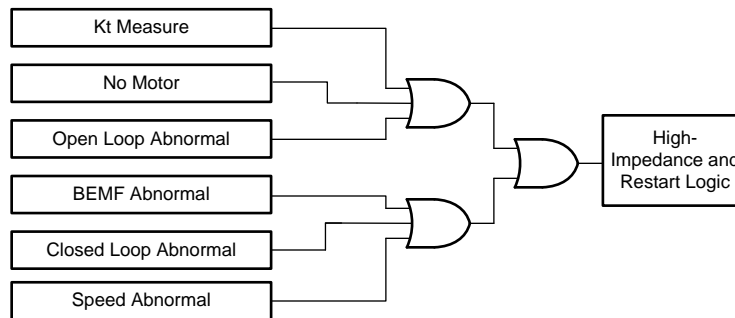 Kt Measure
No Motor
Open Loop Abnormal
BEMF Abnormal
Closed Loop Abnormal
Speed Abnormal
High-
Impedance and
Restart Logic